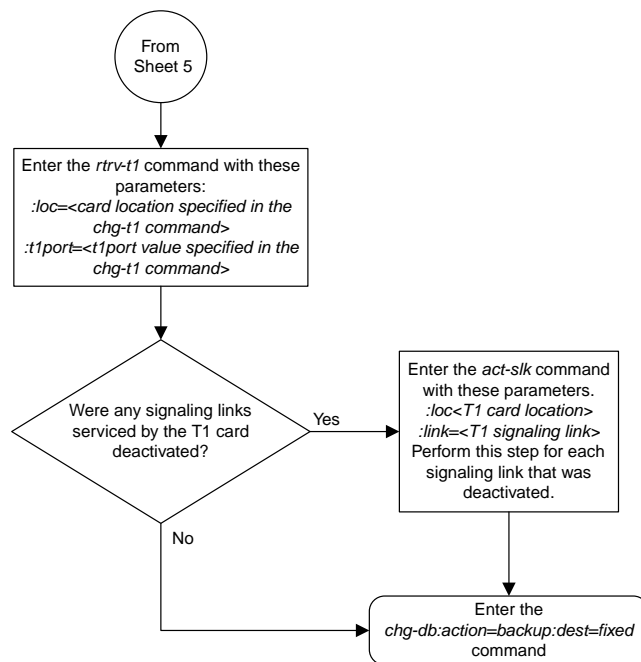 From
Sheet 5
Enter the rtrv-t1 command with these
parameters:
:loc=<card location specified in the
chg-t1 command>
:t1port=<t1port value specified in the
chg-t1 command>
Were any signaling links
serviced by the T1 card
deactivated?
Yes
Enter the act-slk command
with these parameters.
:loc<T1 card location>
:link=<T1 signaling link>
Perform this step for each
signaling link that was
deactivated.
No
Enter the
chg-db:action=backup:dest=fixed
command